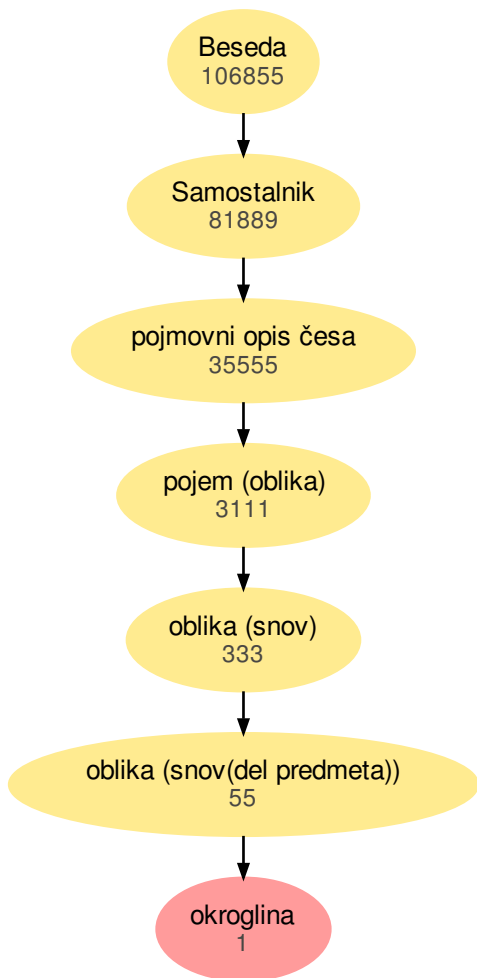 Beseda
106855
Samostalnik
81889
pojmovni opis česa
35555
pojem (oblika)
3111
oblika (snov)
333
oblika (snov(del predmeta))
55
okroglina
1